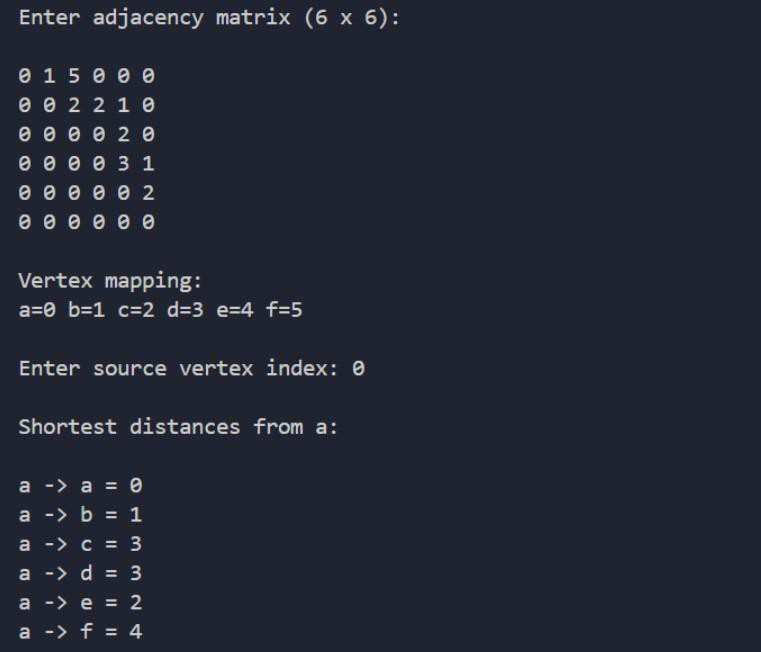 Enter adjacency matrix (6 x 6):
0 1 5 0 0 0
0 0 2 2 1 0
0 0 0 0 2 0
0 0 0 0 3 1
0 0 0 0 0 2
0 0 0 0 0 0
Vertex mapping:
a=0 b=1 c=2 d=3 e=4 f=5
Enter source vertex index: 0
Shortest distances from a:
a -> a = 0
a -> b = 1
a -> c = 3
a -> d = 3
a -> e = 2
a -> f = 4